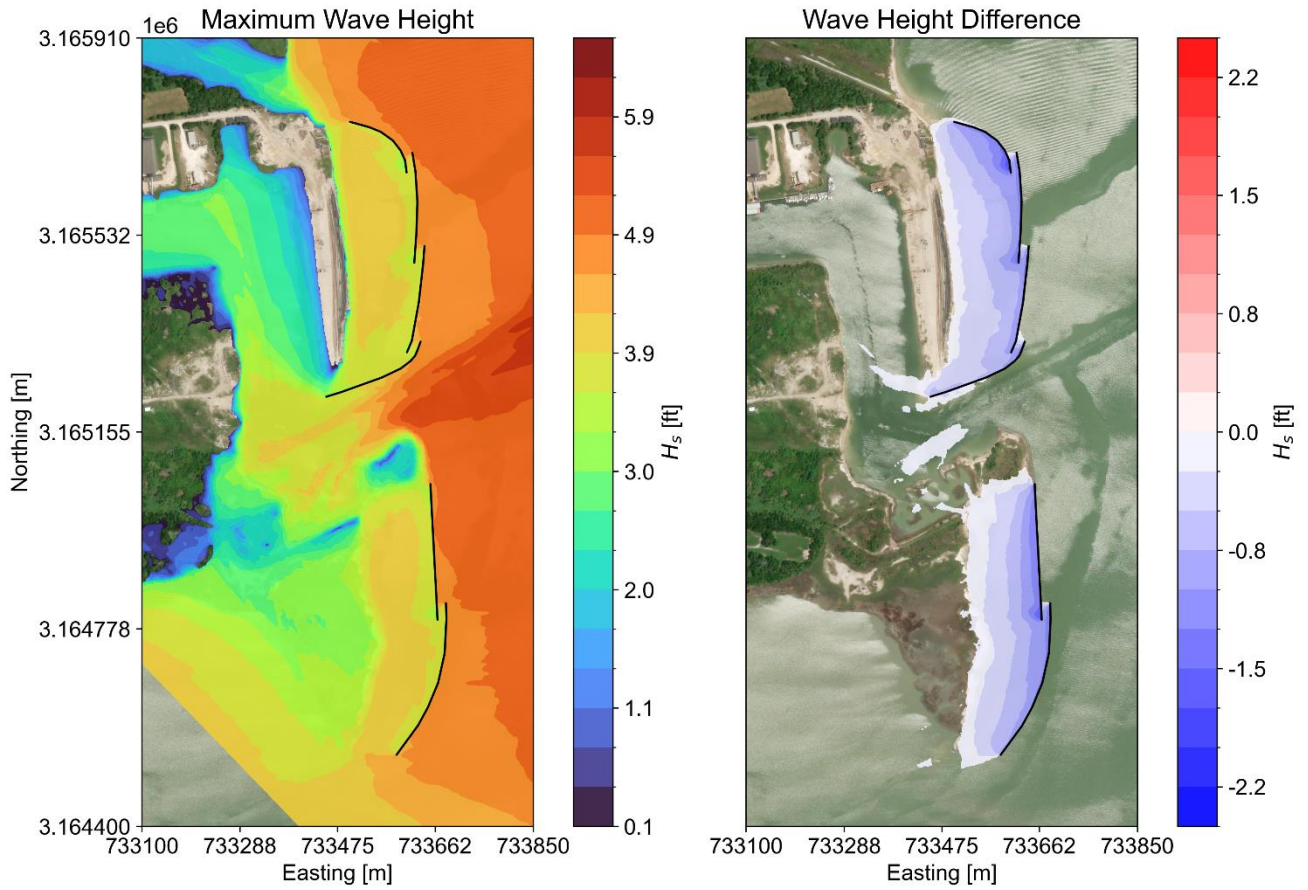 Maximum Wave Height
1e6
3.165910
3.165532
3.165155
3.164778
3.164400
Northing [m]
733100 733288 733475 733662 733850
Easting [m]
5.9
4.9
3.9
3.0
2.0
1.1
0.1
H_s [ft]
Wave Height Difference
733100 733288 733475 733662 733850
Easting [m]
2.2
1.5
0.8
0.0
-0.8
-1.5
-2.2
H_s [ft]